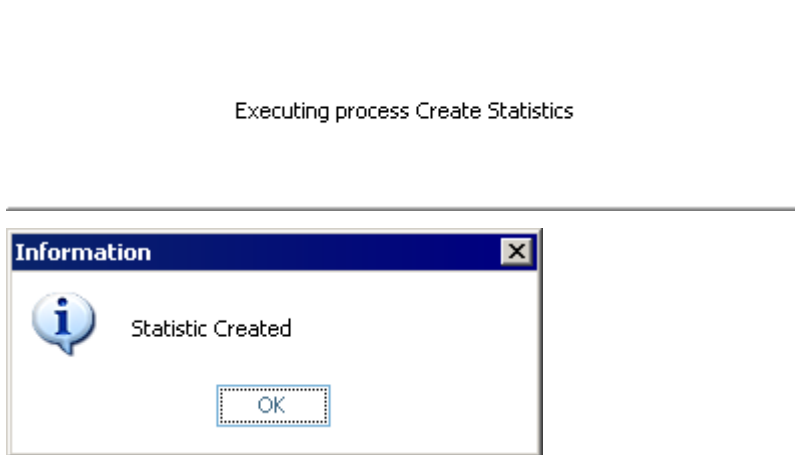 Executing process Create Statistics
Information
Statistic Created
OK